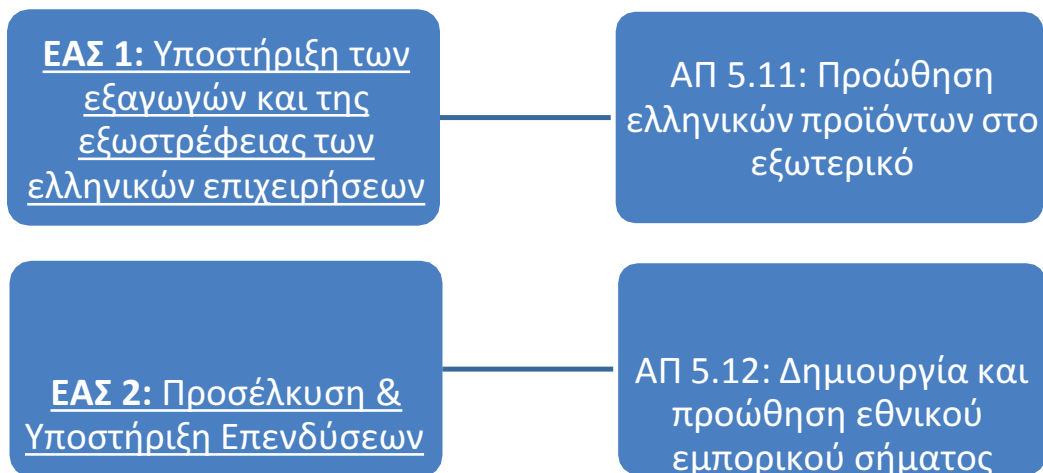 ΕΑΣ 1: Υποστήριξη των
εξαγωγών και της
εξωστρέφειας των
ελληνικών επιχειρήσεων
ΑΠ 5.11: Προώθηση
ελληνικών προϊόντων στο
εξωτερικό
ΕΑΣ 2: Προσέλκυση &
Υποστήριξη Επενδύσεων
ΑΠ 5.12: Δημιουργία και
προώθηση εθνικού
εμπορικού σήματος